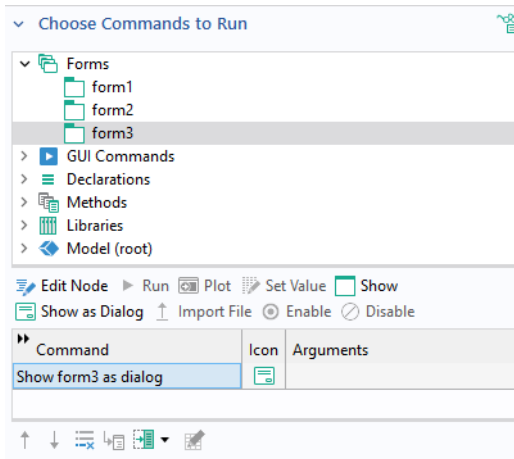 Choose Commands to Run
Forms
form1
form2
form3
GUI Commands
Declarations
Methods
Libraries
Model (root)
Edit Node Run Plot Set Value Show
Show as Dialog Import File Enable Disable
Command Icon Arguments
Show form3 as dialog